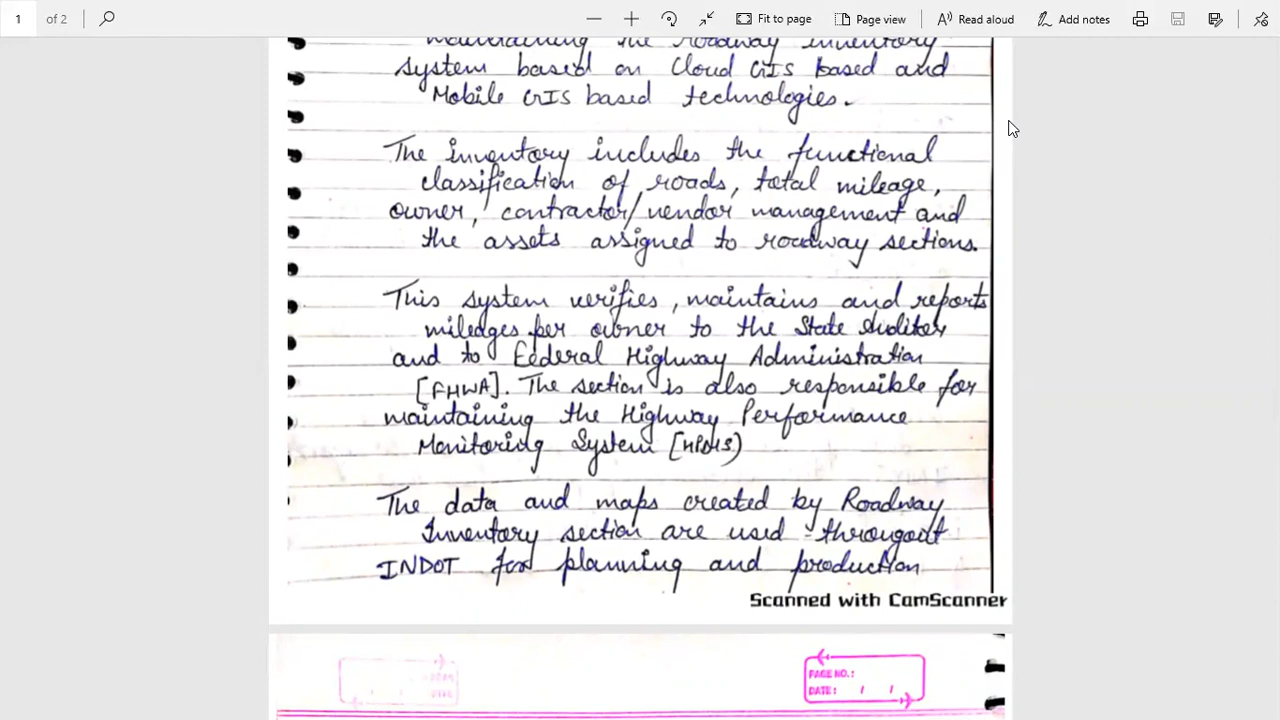 1 of 2 Fit to page Page view Read aloud Add notes
maintaining the roadway inventory
system based on Cloud GIS based and
Mobile GIS based technologies.
The inventory includes the functional
classification of roads, total mileage,
owner, contractor/vendor management and
the assets assigned to roadway sections.
This system verifies, maintains and reports
mileages per owner to the State Auditor
and to Federal Highway Administration
[FHWA]. The section is also responsible for
maintaining the Highway Performance
Monitoring System [HPMS)
The data and maps created by Roadway
Inventory section are used througout
INDOT for planning and production
Scanned with CamScanner
PAGE NO.:
DATE: / /